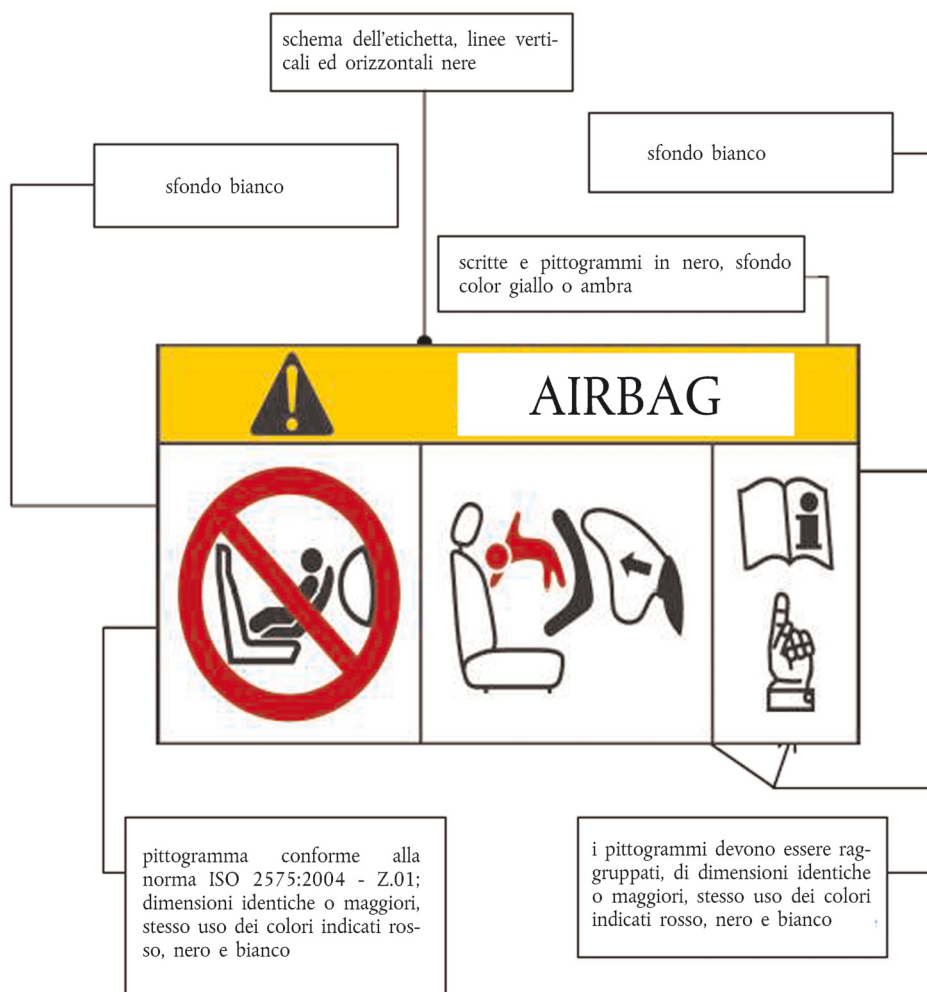 schema dell'etichetta, linee verti-
cali ed orizzontali nere
sfondo bianco
sfondo bianco
scritte e pittogrammi in nero, sfondo
color giallo o ambra
AIRBAG
pittogramma conforme alla
norma ISO 2575:2004 - Z.01;
dimensioni identiche o maggiori,
stesso uso dei colori indicati ros-
so, nero e bianco
i pittogrammi devono essere rag-
gruppati, di dimensioni identiche
o maggiori, stesso uso dei colori
indicati rosso, nero e bianco